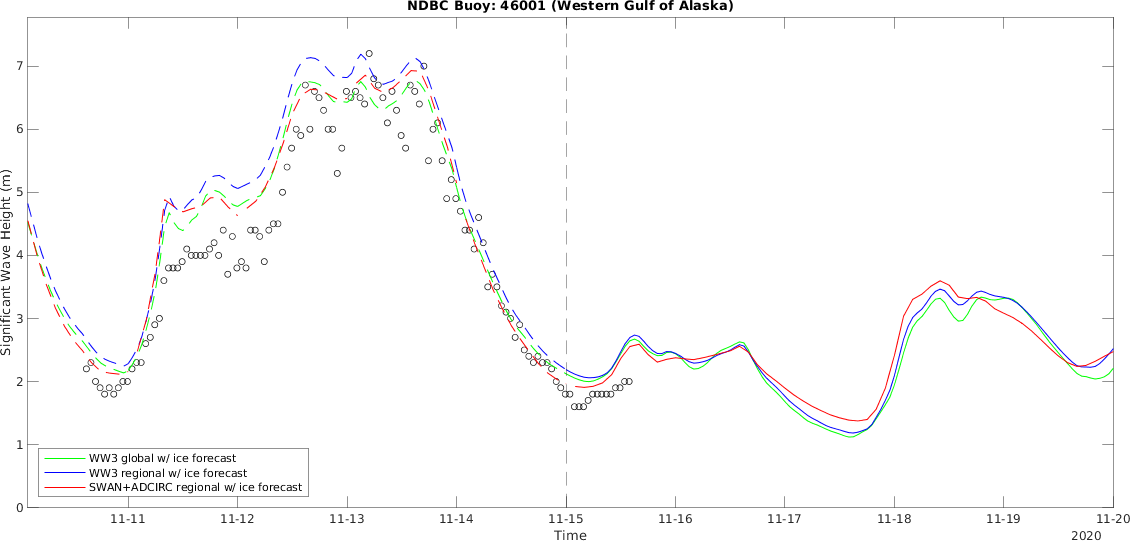 NDBC Buoy: 46001 (Western Gulf of Alaska)
Significant Wave Height (m)
7
6
5
4
3
2
1
0
WW3 global w/ ice forecast
WW3 regional w/ ice forecast
SWAN+ADCIRC regional w/ ice forecast
11-11 11-12 11-13 11-14 11-15 11-16 11-17 11-18 11-19 11-20
Time
2020